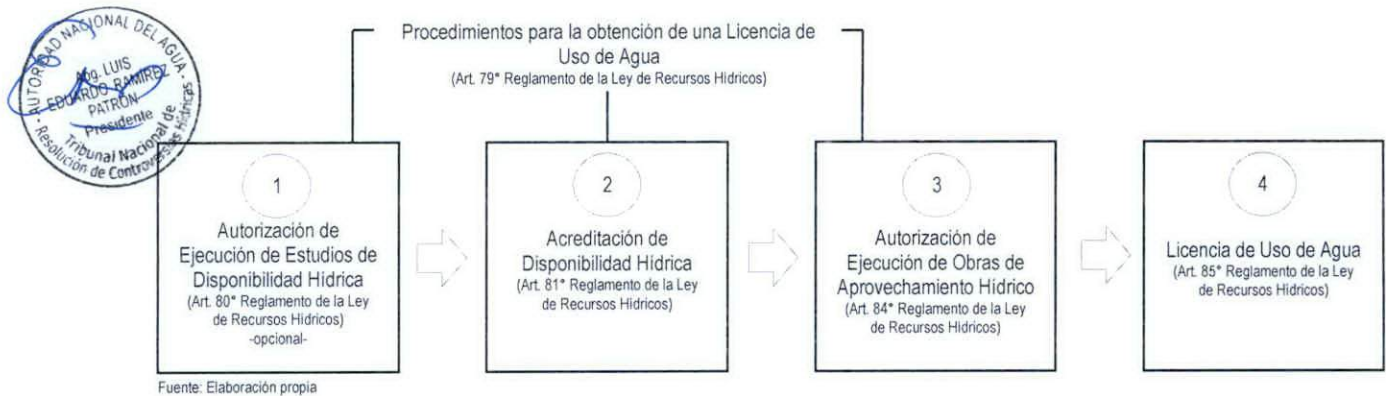 AUTORIDAD NACIONAL DEL AGUA
Abg. LUIS
EDUARDO RAMIREZ
PATRÓN
Presidente
Tribunal Nacional de
Resolución de Controversias Hídricas
Procedimientos para la obtención de una Licencia de
Uso de Agua
(Art. 79° Reglamento de la Ley de Recursos Hídricos)
1
Autorización de
Ejecución de Estudios de
Disponibilidad Hídrica
(Art. 80° Reglamento de la Ley
de Recursos Hídricos)
-opcional-
2
Acreditación de
Disponibilidad Hídrica
(Art. 81° Reglamento de la Ley
de Recursos Hídricos)
3
Autorización de
Ejecución de Obras de
Aprovechamiento Hídrico
(Art. 84° Reglamento de la Ley
de Recursos Hídricos)
4
Licencia de Uso de Agua
(Art. 85° Reglamento de la Ley
de Recursos Hídricos)
Fuente: Elaboración propia